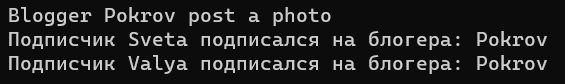 Blogger Pokrov post a photo
Подписчик Sveta подписался на блогера: Pokrov
Подписчик Valya подписался на блогера: Pokrov